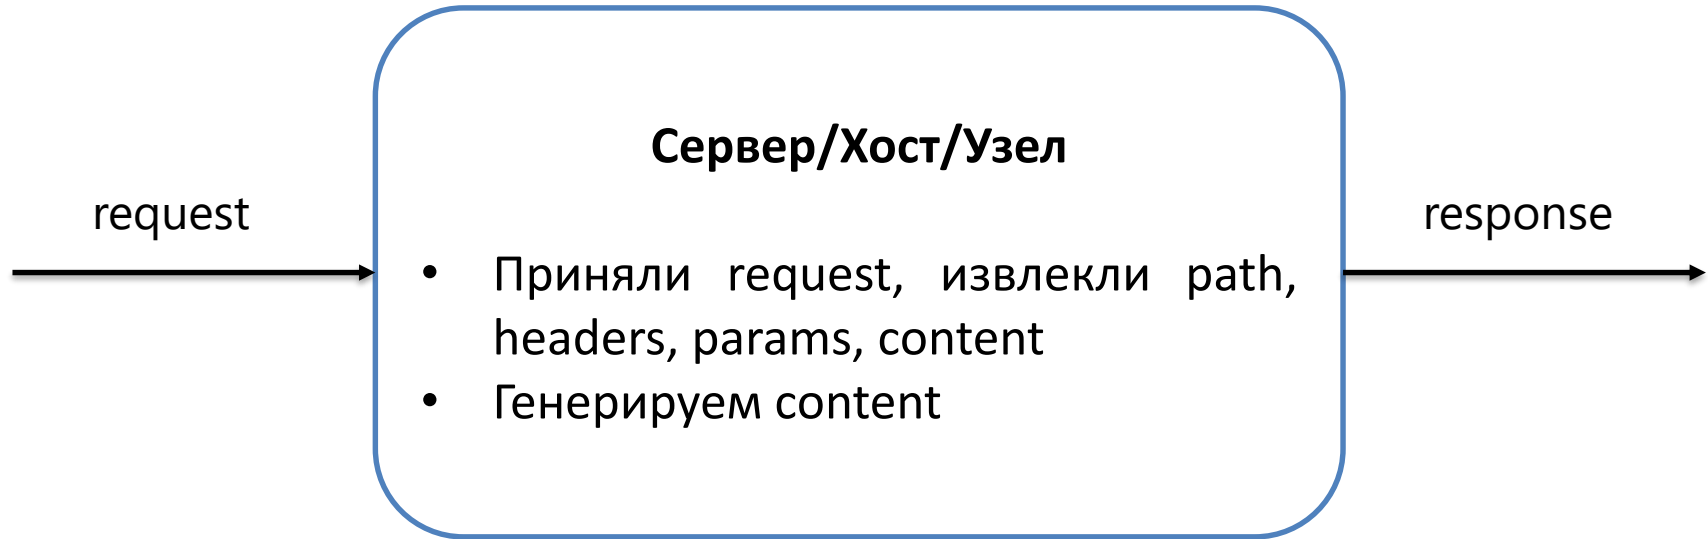 Сервер/Хост/Узел
request
response
• Приняли request, извлекли path,
headers, params, content
• Генерируем content